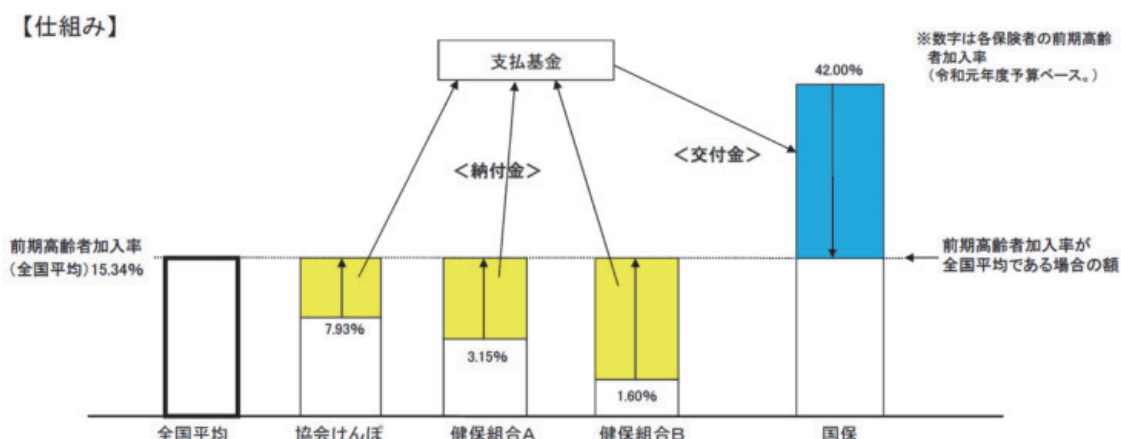 【仕組み】
支払基金
※数字は各保険者の前期高齢
者加入率
(令和元年度予算ベース。)
42.00%
<納付金>
<交付金>
前期高齢者加入率
(全国平均)15.34%
前期高齢者加入率が
全国平均である場合の額
7.93%
3.15%
1.60%
全国平均
協会けんぽ
健保組合A
健保組合B
国保